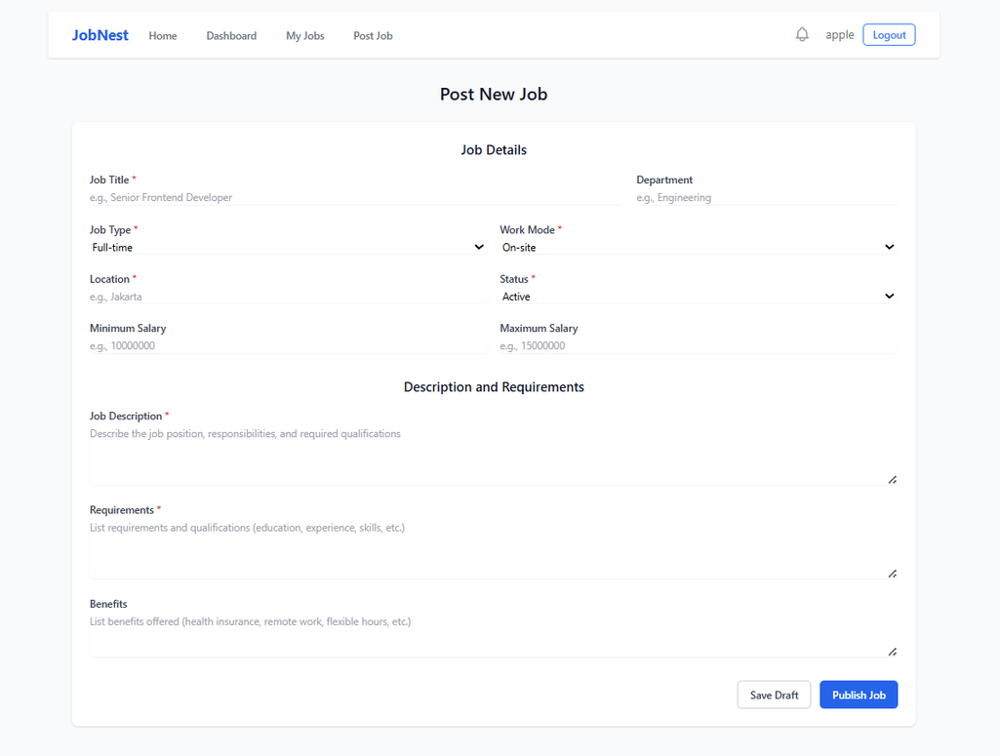 JobNest Home Dashboard My Jobs Post Job apple Logout
Post New Job
Job Details
Job Title * Department
e.g., Senior Frontend Developer e.g., Engineering
Job Type * Work Mode *
Full-time On-site
Location * Status *
e.g., Jakarta Active
Minimum Salary Maximum Salary
e.g., 10000000 e.g., 15000000
Description and Requirements
Job Description *
Describe the job position, responsibilities, and required qualifications
Requirements *
List requirements and qualifications (education, experience, skills, etc.)
Benefits
List benefits offered (health insurance, remote work, flexible hours, etc.)
Save Draft Publish Job